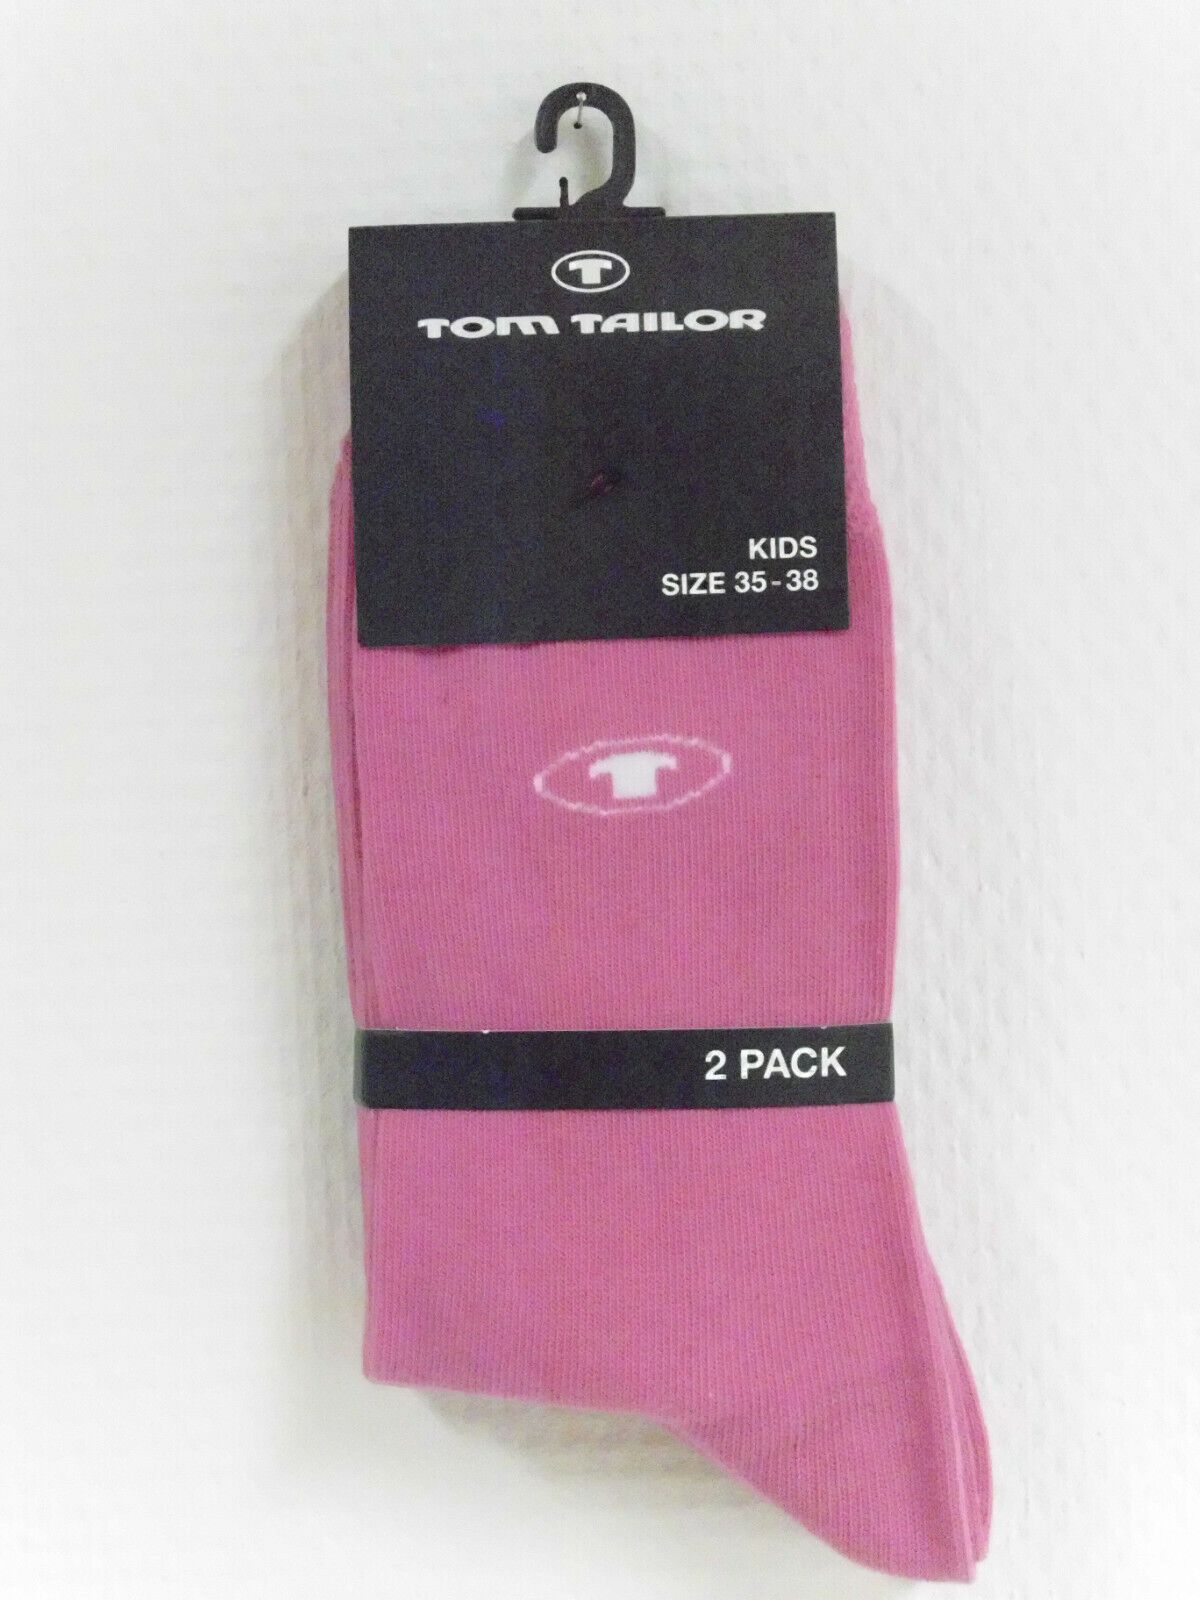 T
TOM TAILOR
KIDS
SIZE 35-38
T
2 PACK